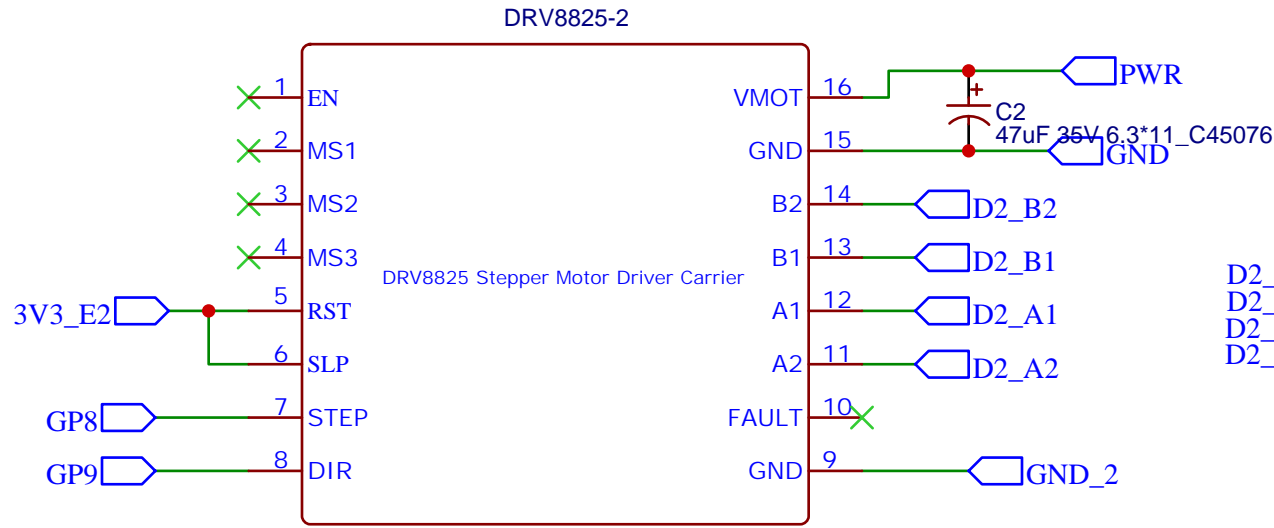 DRV8825-2
1 EN
2 MS1
3 MS2
4 MS3
5 RST
6 SLP
7 STEP
8 DIR
3V3_E2
GP8
GP9
DRV8825 Stepper Motor Driver Carrier
VMOT 16
GND 15
B2 14
B1 13
A1 12
A2 11
FAULT 10
GND 9
PWR
+
C2
47uF 35V 6.3*11_C45076
GND
D2_B2
D2_B1
D2_A1
D2_A2
GND_2
D2_
D2_
D2_
D2_